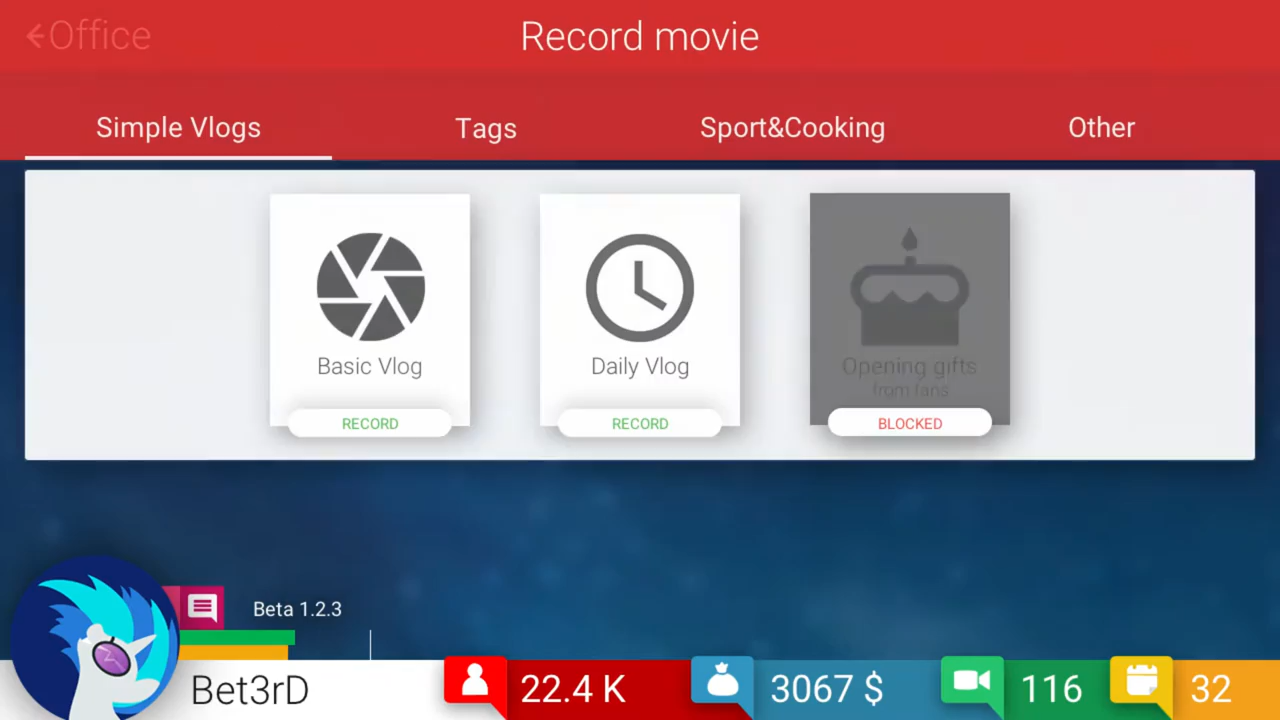 Office
Record movie
Simple Vlogs
Tags
Sport&Cooking
Other
Basic Vlog
RECORD
Daily Vlog
RECORD
Opening gifts
from fans
BLOCKED
Beta 1.2.3
Bet3rD
22.4 K
3067 $
116
32